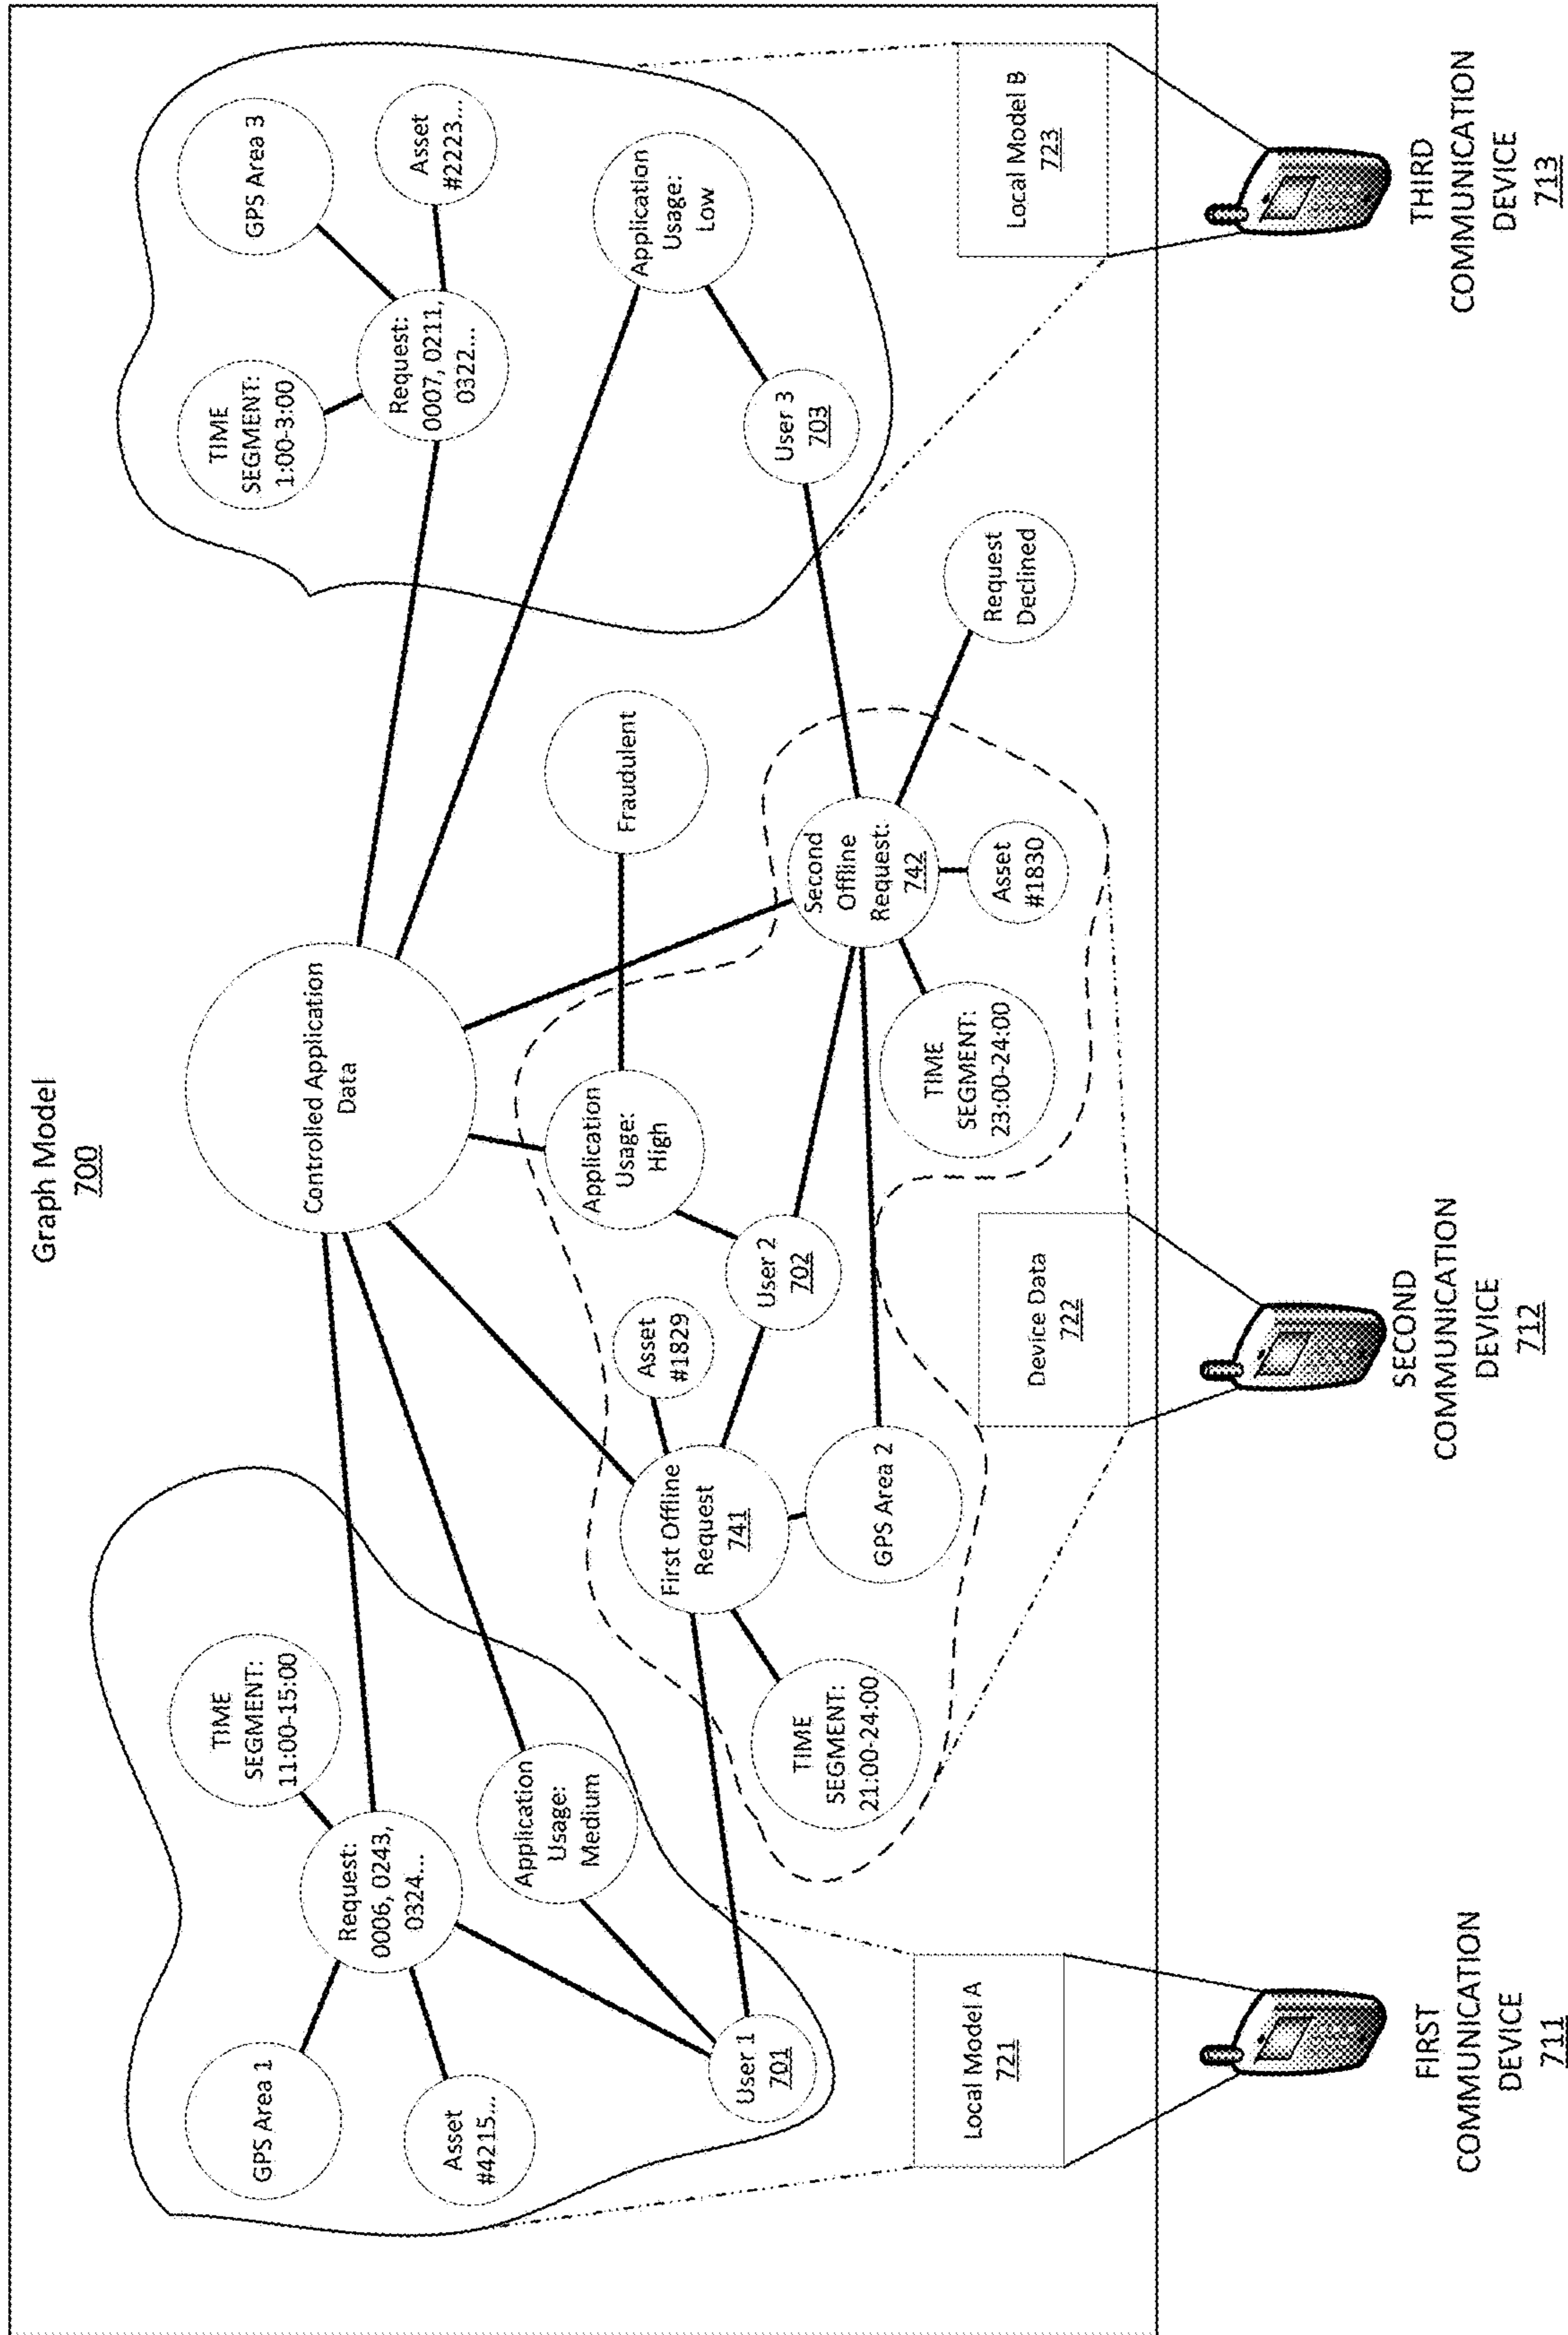 Graph Model
700
GPS Area 1
TIME
SEGMENT:
11:00-15:00
Request:
0006, 0243,
0324...
Asset
#4215...
Application
Usage:
Medium
User 1
701
Controlled Application
Data
TIME
SEGMENT:
1:00-3:00
GPS Area 3
Request:
0007, 0211,
0322...
Asset
#2223...
Application
Usage:
Low
User 3
703
Application
Usage:
High
Fraudulent
Asset
#1829
First Offline
Request
741
User 2
702
TIME
SEGMENT:
21:00-24:00
GPS Area 2
Second
Offline
Request:
742
TIME
SEGMENT:
23:00-24:00
Asset
#1830
Request
Declined
Local Model A
721
Device Data
722
Local Model B
723
FIRST
COMMUNICATION
DEVICE
711
SECOND
COMMUNICATION
DEVICE
712
THIRD
COMMUNICATION
DEVICE
713